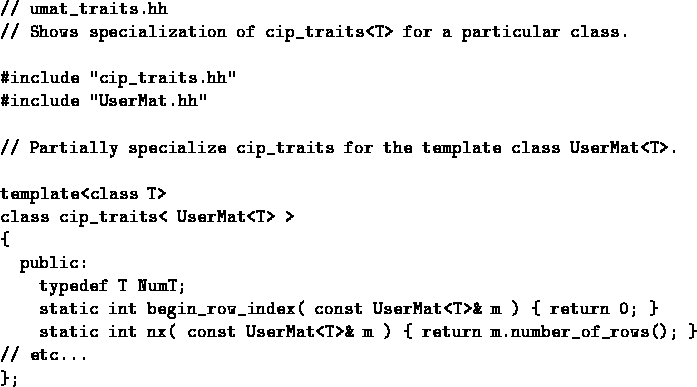 // umat_traits.hh
// Shows specialization of cip_traits<T> for a particular class.
#include "cip_traits.hh"
#include "UserMat.hh"
// Partially specialize cip_traits for the template class UserMat<T>.
template<class T>
class cip_traits< UserMat<T> >
{
public:
typedef T NumT;
static int begin_row_index( const UserMat<T>& m ) { return 0; }
static int nx( const UserMat<T>& m ) { return m.number_of_rows(); }
// etc...
};